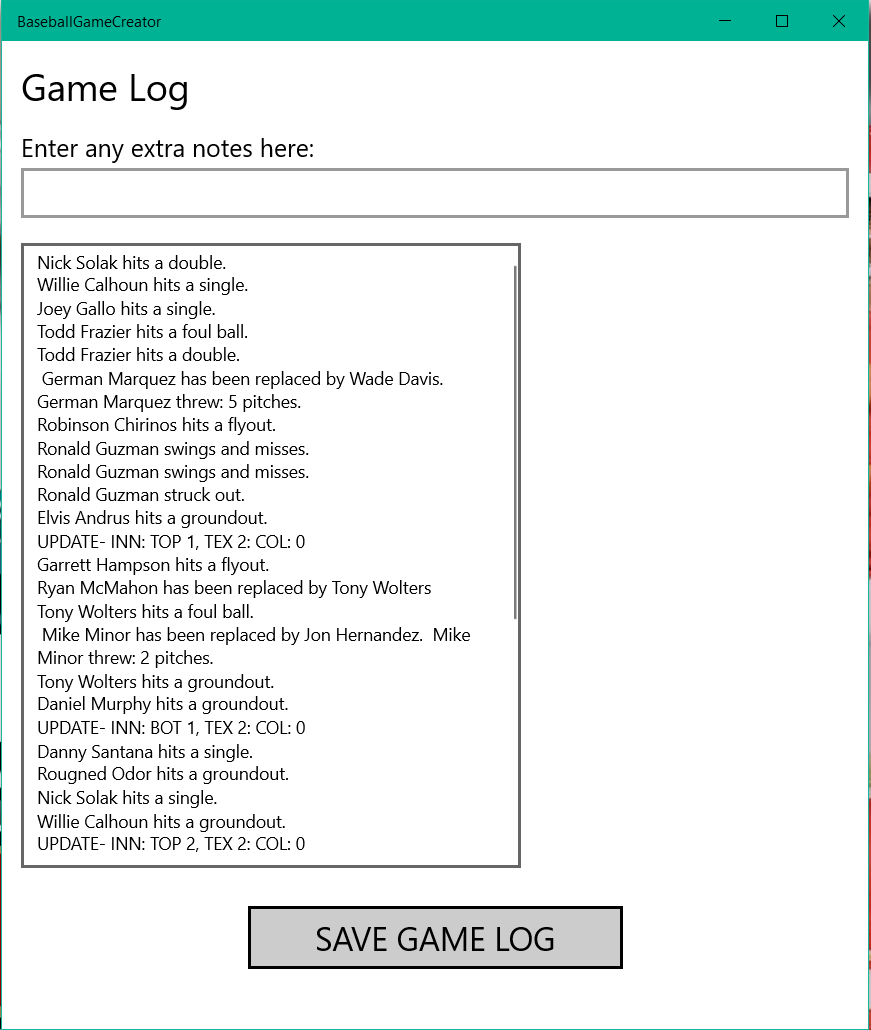 BaseballGameCreator
Game Log
Enter any extra notes here:
Nick Solak hits a double.
Willie Calhoun hits a single.
Joey Gallo hits a single.
Todd Frazier hits a foul ball.
Todd Frazier hits a double.
German Marquez has been replaced by Wade Davis.
German Marquez threw: 5 pitches.
Robinson Chirinos hits a flyout.
Ronald Guzman swings and misses.
Ronald Guzman swings and misses.
Ronald Guzman struck out.
Elvis Andrus hits a groundout.
UPDATE- INN: TOP 1, TEX 2: COL: 0
Garrett Hampson hits a flyout.
Ryan McMahon has been replaced by Tony Wolters
Tony Wolters hits a foul ball.
Mike Minor has been replaced by Jon Hernandez.  Mike
Minor threw: 2 pitches.
Tony Wolters hits a groundout.
Daniel Murphy hits a groundout.
UPDATE- INN: BOT 1, TEX 2: COL: 0
Danny Santana hits a single.
Rougned Odor hits a groundout.
Nick Solak hits a single.
Willie Calhoun hits a groundout.
UPDATE- INN: TOP 2, TEX 2: COL: 0
SAVE GAME LOG